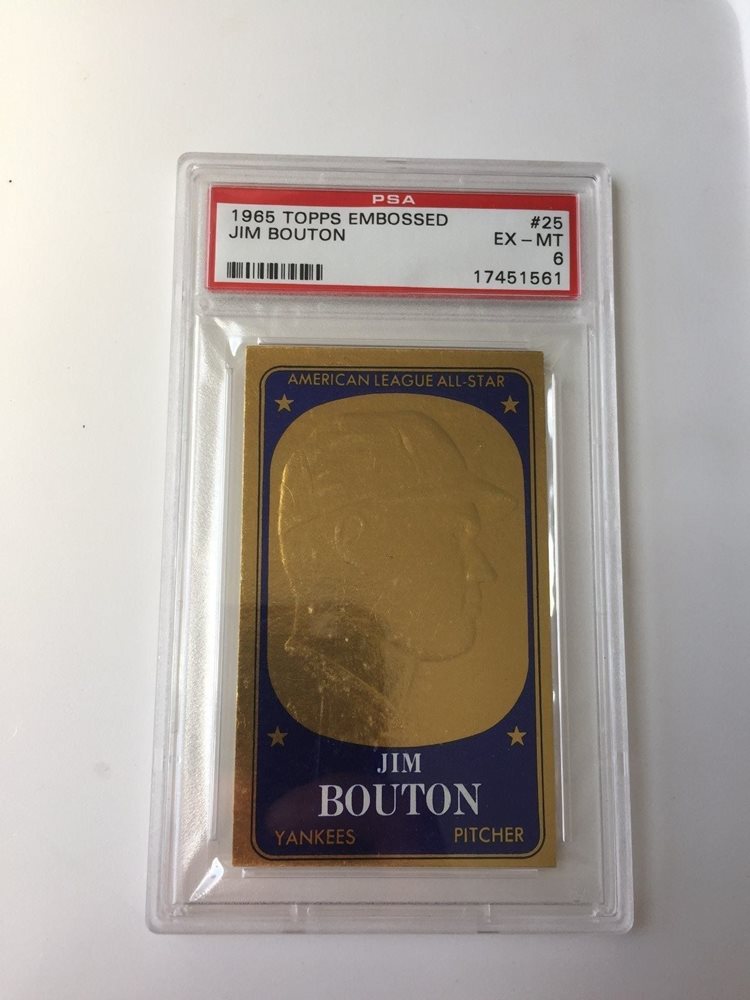 PSA
1965 TOPPS EMBOSSED #25
JIM BOUTON EX - MT
6
17451561
AMERICAN LEAGUE ALL-STAR
JIM
BOUTON
YANKEES PITCHER